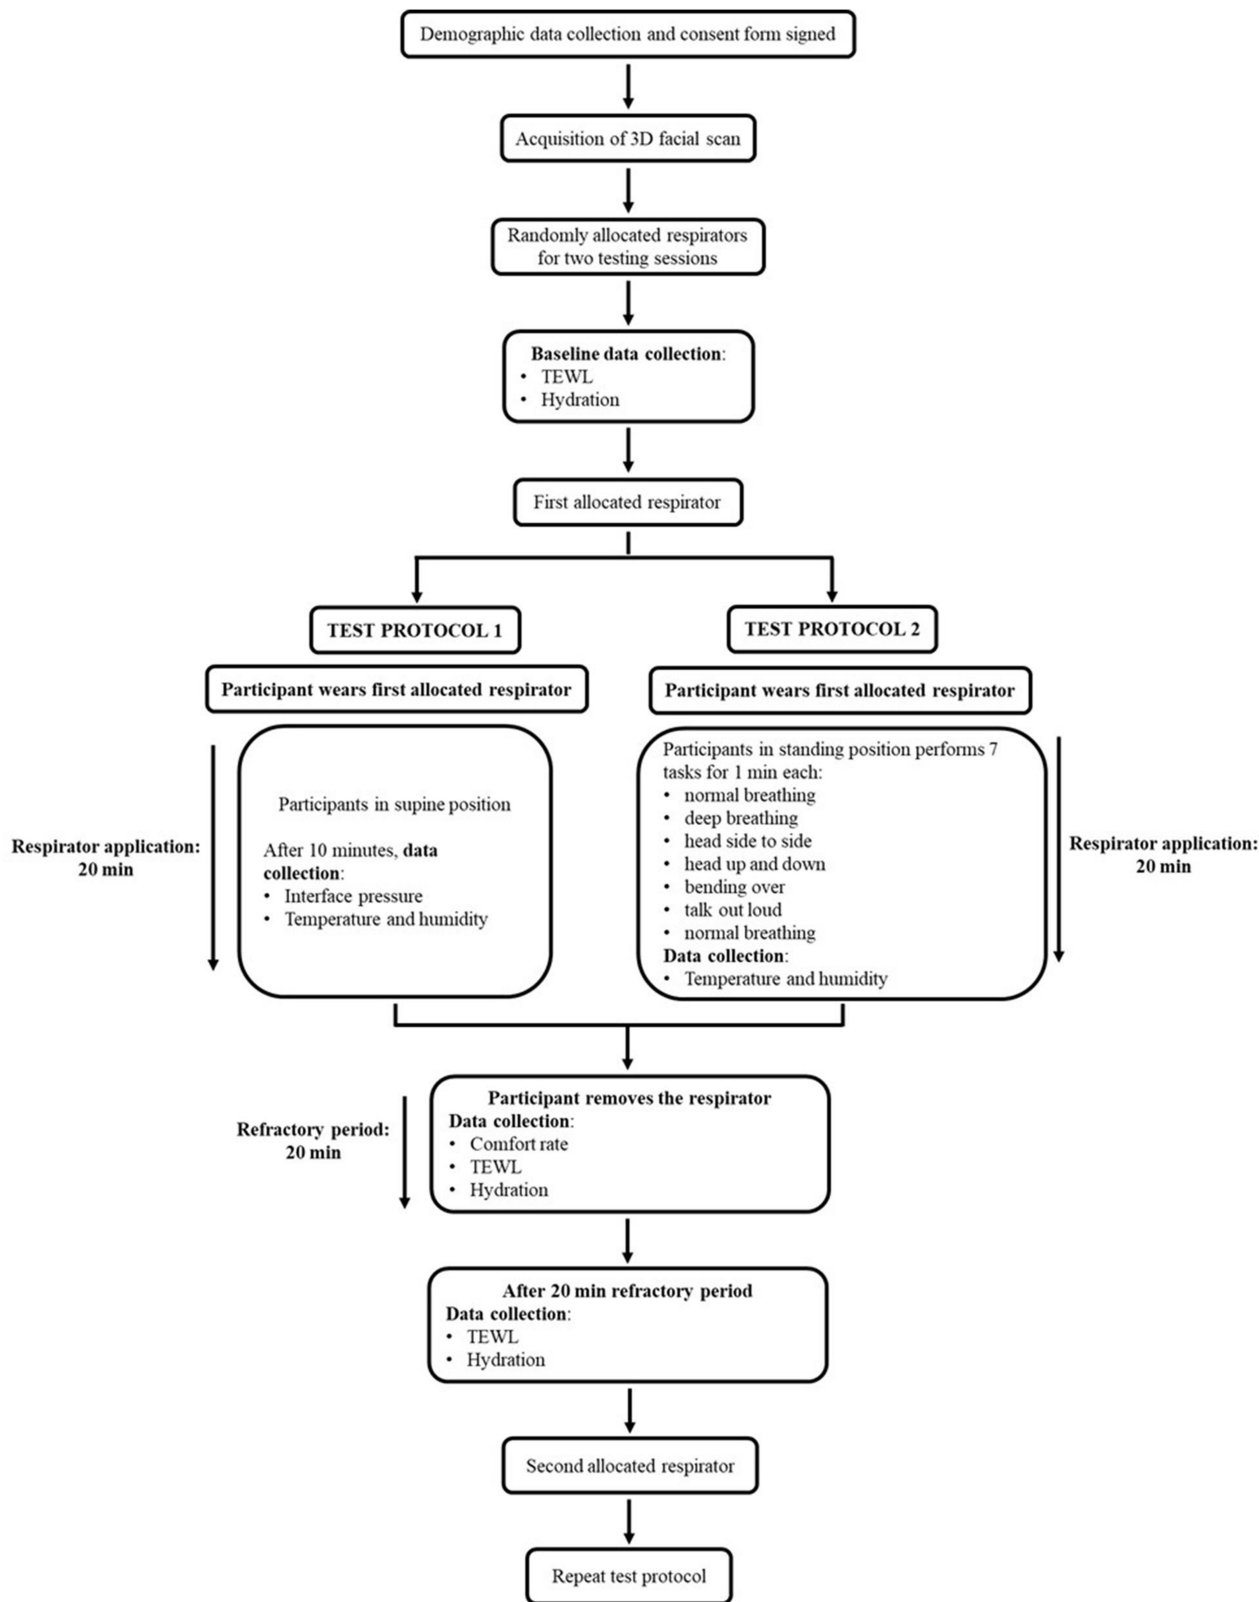 Demographic data collection and consent form signed
Acquisition of 3D facial scan
Randomly allocated respirators
for two testing sessions
Baseline data collection:
• TEWL
• Hydration
First allocated respirator
TEST PROTOCOL 1
Participant wears first allocated respirator
Respirator application:
20 min
Participants in supine position
After 10 minutes, data
collection:
• Interface pressure
• Temperature and humidity
TEST PROTOCOL 2
Participant wears first allocated respirator
Participants in standing position performs 7
tasks for 1 min each:
• normal breathing
• deep breathing
• head side to side
• head up and down
• bending over
• talk out loud
• normal breathing
Data collection:
• Temperature and humidity
Respirator application:
20 min
Refractory period:
20 min
Participant removes the respirator
Data collection:
• Comfort rate
• TEWL
• Hydration
After 20 min refractory period
Data collection:
• TEWL
• Hydration
Second allocated respirator
Repeat test protocol